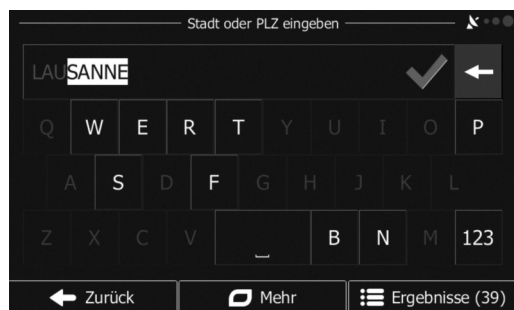 Stadt oder PLZ eingeben
LAUSANNE
Q W E R T Y U I O P
A S D F G H J K L
Z X C V B N M 123
Zurück Mehr Ergebnisse (39)